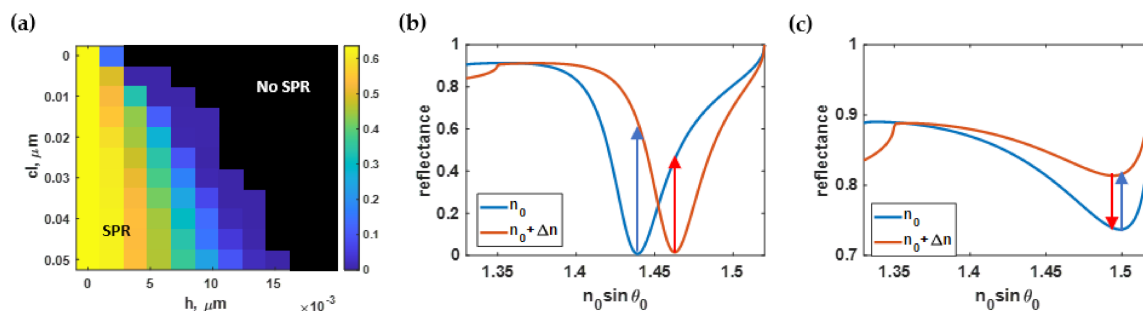 (a)
0
0.01
0.02
0.03
0.04
0.05
cl, μm
No SPR
SPR
0 5 10 15
h, μm
×10⁻³
0.6
0.5
0.4
0.3
0.2
0.1
0
(b)
1
0.8
0.6
0.4
0.2
0
reflectance
n₀
n₀+ Δn
1.35 1.4 1.45 1.5
n₀sin θ₀
(c)
1
0.9
0.8
0.7
reflectance
n₀
n₀+ Δn
1.35 1.4 1.45 1.5
n₀sin θ₀